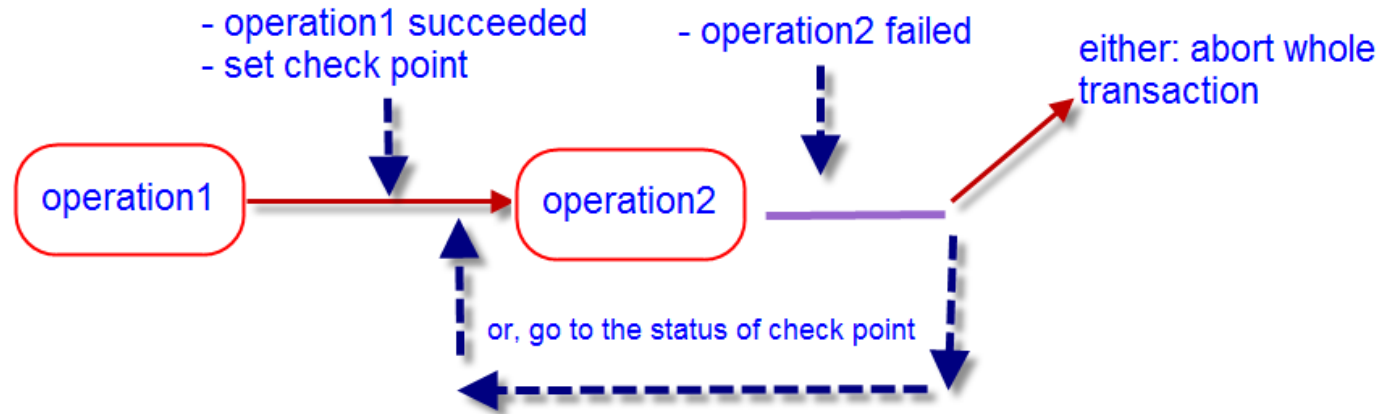 - operation1 succeeded
- set check point
- operation2 failed
either: abort whole
transaction
operation1
operation2
or, go to the status of check point